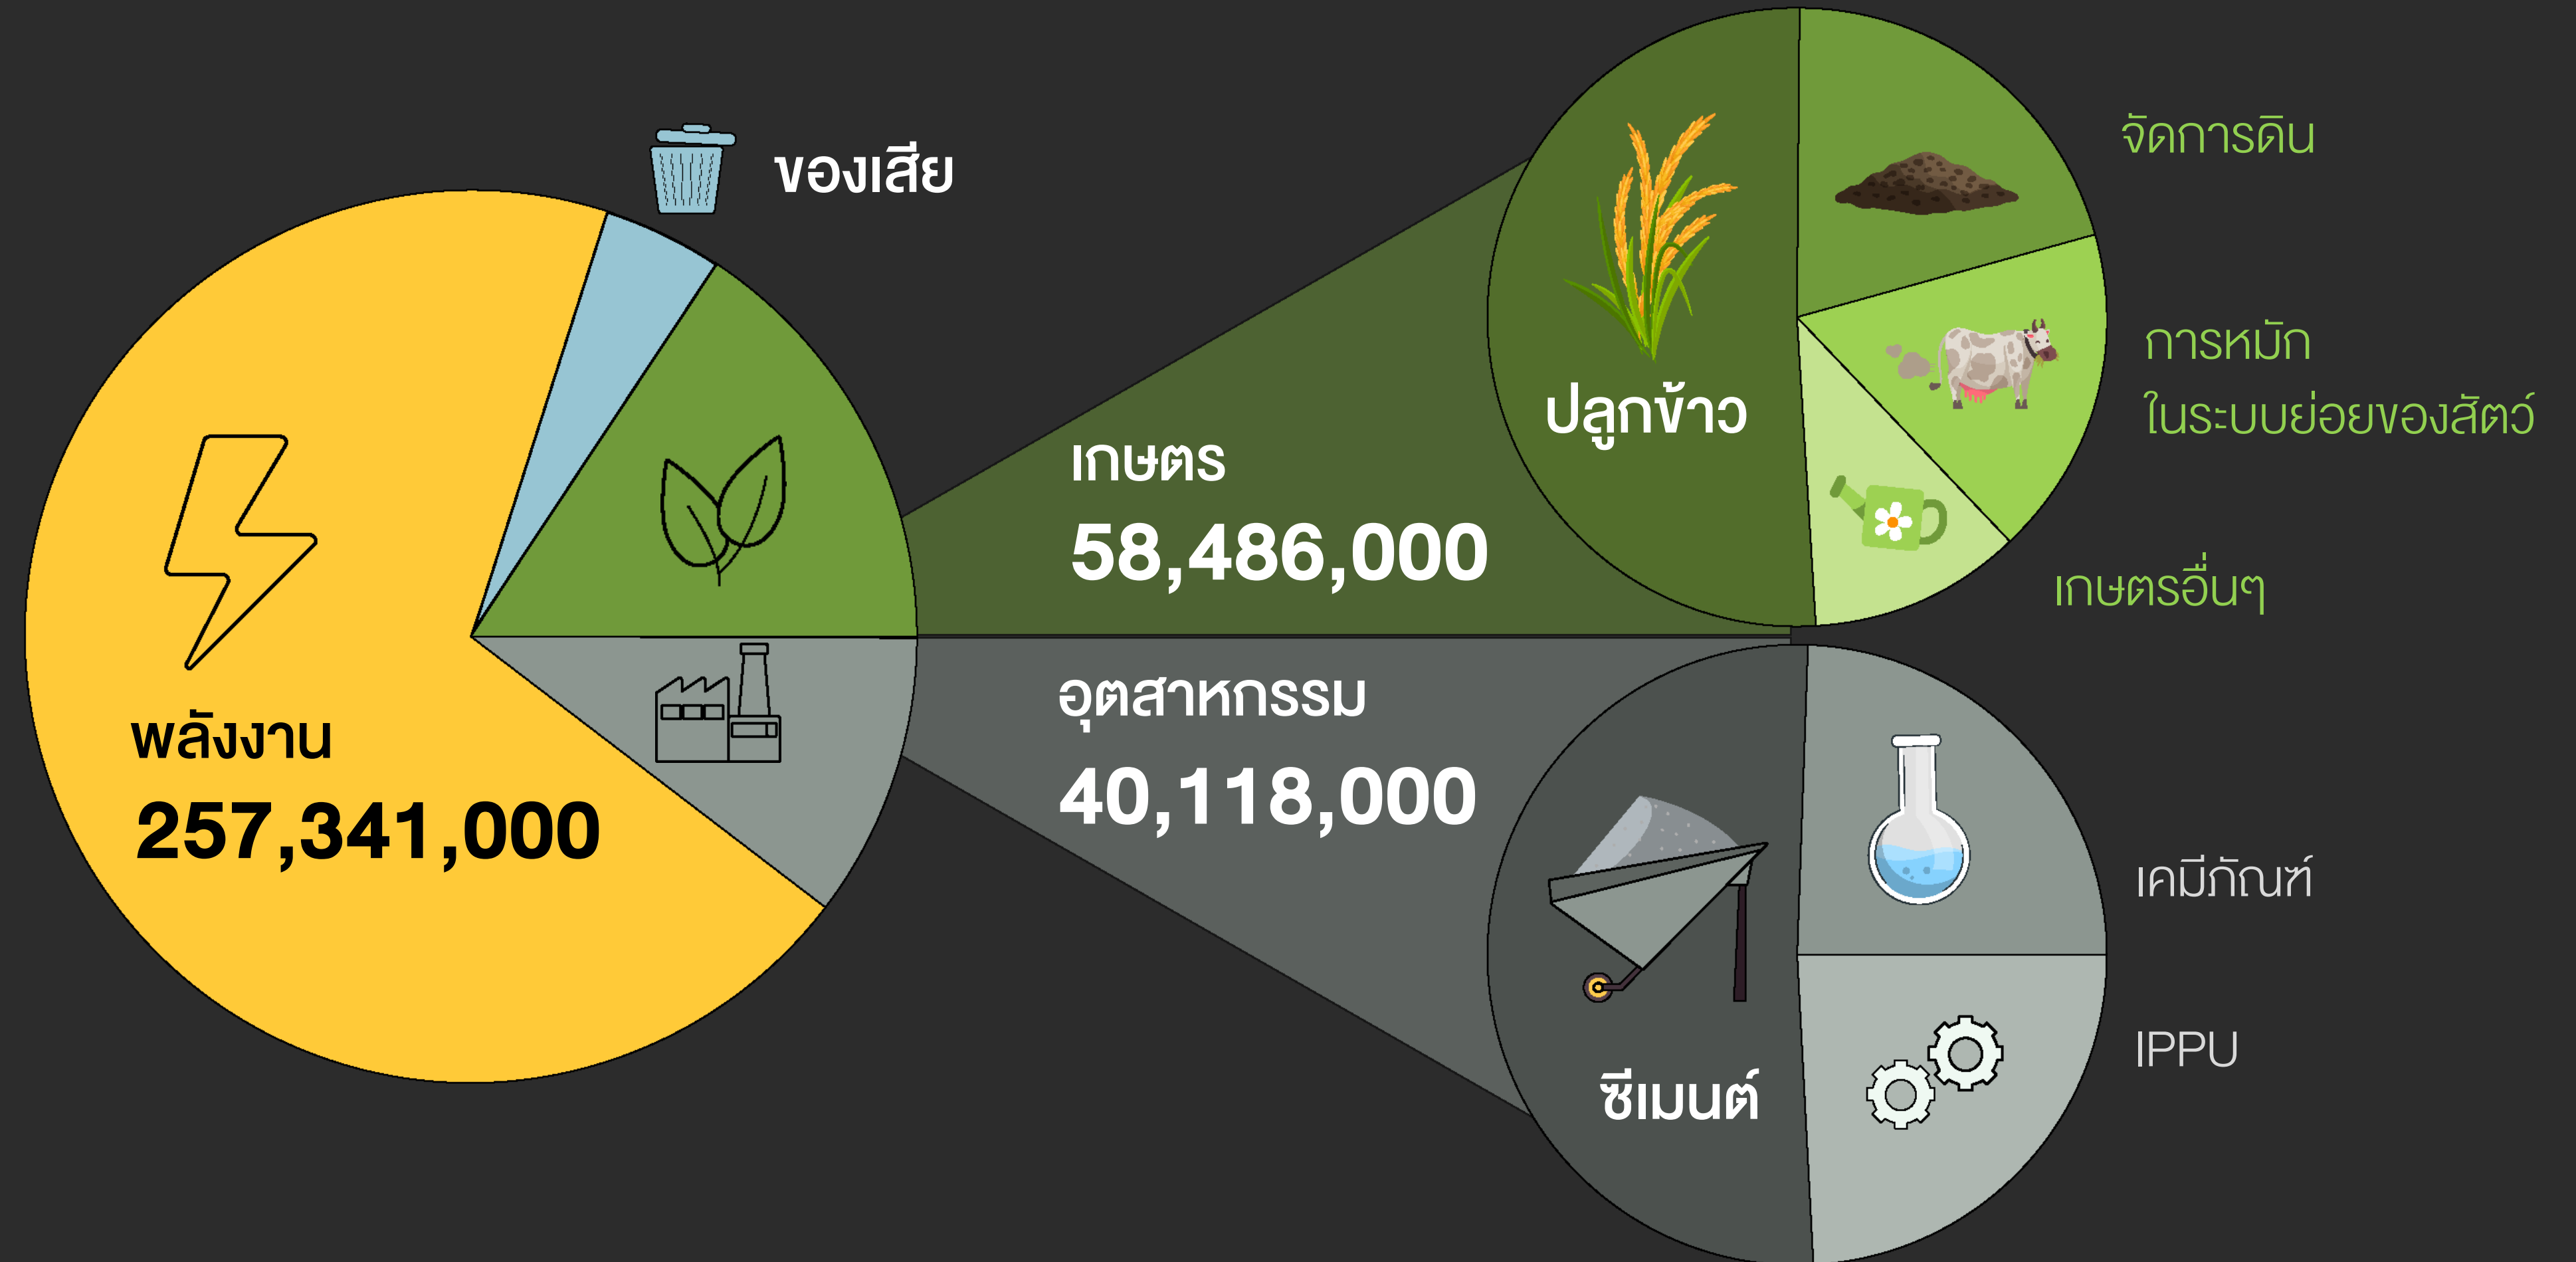 ของเสีย
พลังงาน
257,341,000
เกษตร
58,486,000
อุตสาหกรรม
40,118,000
ปลูกข้าว
จัดการดิน
การหมัก
ในระบบย่อยของสัตว์
เกษตรอื่นๆ
ซีเมนต์
เคมีภัณฑ์
IPPU